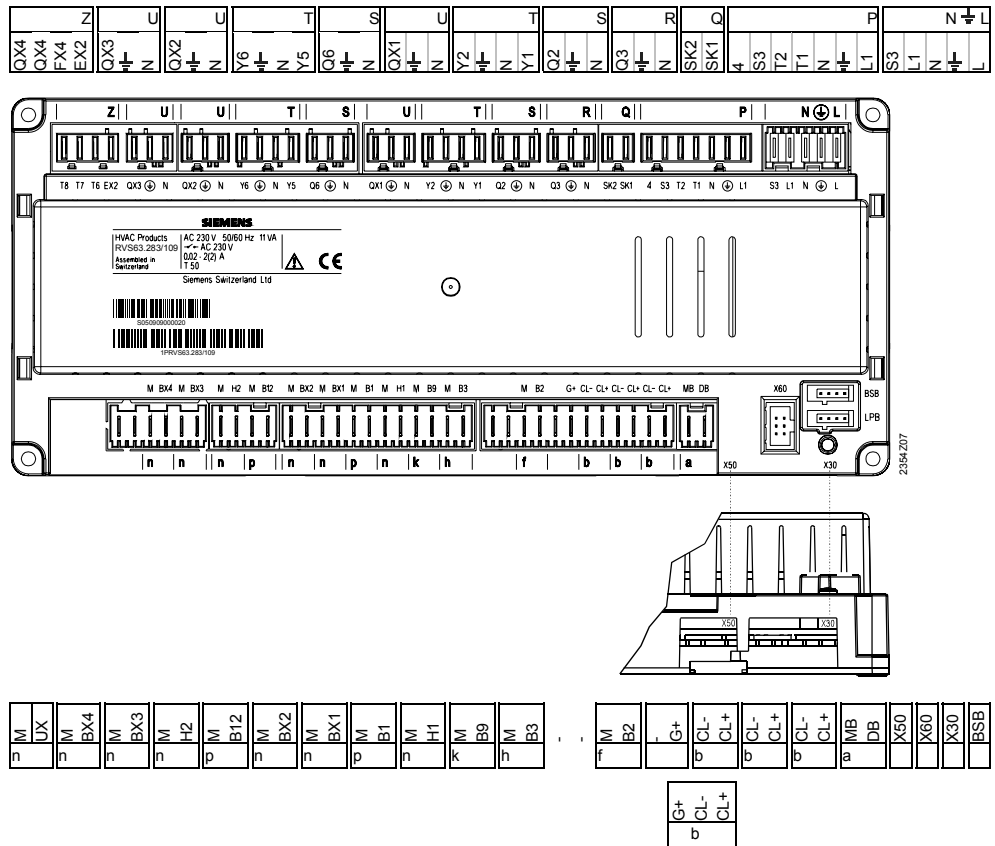 Z U U T S U T S R Q P N ⏚ L
QX4 QX4 FX4 EX2 QX3 ⏚ N QX2 ⏚ N Y6 ⏚ N Y5 Q6 ⏚ N QX1 ⏚ N Y2 ⏚ N Y1 Q2 ⏚ N Q3 ⏚ N SK2 SK1 4 S3 T2 T1 N ⏚ L1 S3 L1 N ⏚ L
Z U U T S U T S R Q P N ⏚ L
T8 Y7 T6 EX2 QX3 ⏚ N QX2 ⏚ N Y6 ⏚ N Y5 Q6 ⏚ N QX1 ⏚ N Y2 ⏚ N Y1 Q2 ⏚ N Q3 ⏚ N SK2 SK1 4 S3 T2 T1 N ⏚ L1 S3 L1 N ⏚ L
SIEMENS
HVAC Products AC 230 V 50/60 Hz 11 VA
RVS63.283/109 AC 230 V
Assembled in 0.02 - 2(2) A
Switzerland T 50
CE
Siemens Switzerland Ltd
S050909000020
1PRVS63.283/109
M BX4 M BX3 M H2 M B12 M BX2 M BX1 M B1 M H1 M B9 M B3 M B2 G+ CL- CL+ CL- CL+ CL- CL+ MB DB X60 BSB
LPB
n n n p n n p n k h f b b b a X50 X30
2354Z07
X50 X30
M UX M BX4 M BX3 M H2 M B12 M BX2 M BX1 M B1 M H1 M B9 M B3 - - M B2 - G+ CL- CL+ CL- CL+ CL- CL+ MB DB X50 X60 X30 BSB
n n n n p n n p n k h f b b b a
G+ CL- CL+
b